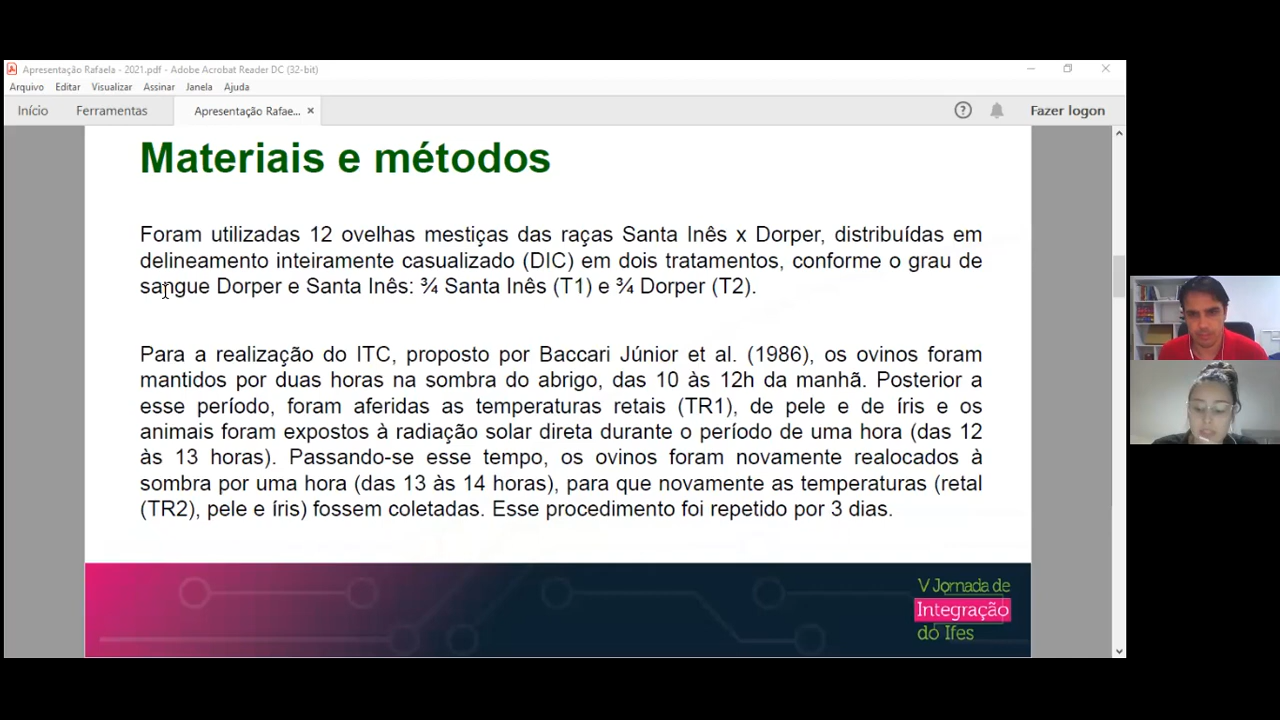 Apresentação Rafaela - 2021.pdf - Adobe Acrobat Reader DC (32-bit)
Arquivo Editar Visualizar Assinar Janela Ajuda
Início Ferramentas Apresentação Rafae... × Fazer logon
Materiais e métodos
Foram utilizadas 12 ovelhas mestiças das raças Santa Inês x Dorper, distribuídas em
delineamento inteiramente casualizado (DIC) em dois tratamentos, conforme o grau de
sangue Dorper e Santa Inês: ¾ Santa Inês (T1) e ¾ Dorper (T2).
Para a realização do ITC, proposto por Baccari Júnior et al. (1986), os ovinos foram
mantidos por duas horas na sombra do abrigo, das 10 às 12h da manhã. Posterior a
esse período, foram aferidas as temperaturas retais (TR1), de pele e de íris e os
animais foram expostos à radiação solar direta durante o período de uma hora (das 12
às 13 horas). Passando-se esse tempo, os ovinos foram novamente realocados à
sombra por uma hora (das 13 às 14 horas), para que novamente as temperaturas (retal
(TR2), pele e íris) fossem coletadas. Esse procedimento foi repetido por 3 dias.
V Jornada de
Integração
do Ifes